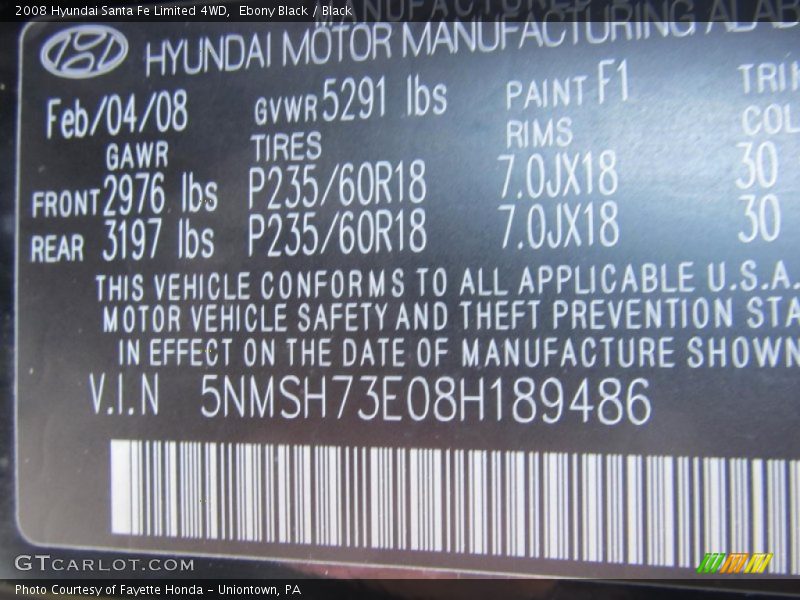 2008 Hyundai Santa Fe Limited 4WD, Ebony Black / Black
HYUNDAI MOTOR MANUFACTURING
Feb/04/08 GVWR 5291 lbs PAINT F1
GAWR TIRES RIMS
FRONT 2976 lbs P235/60R18 7.0JX18 30
REAR 3197 lbs P235/60R18 7.0JX18 30
THIS VEHICLE CONFORMS TO ALL APPLICABLE U.S.A.
MOTOR VEHICLE SAFETY AND THEFT PREVENTION STA
IN EFFECT ON THE DATE OF MANUFACTURE SHOWN
V.I.N 5NMSH73E08H189486
GTCARLOT.COM
Photo Courtesy of Fayette Honda - Uniontown, PA